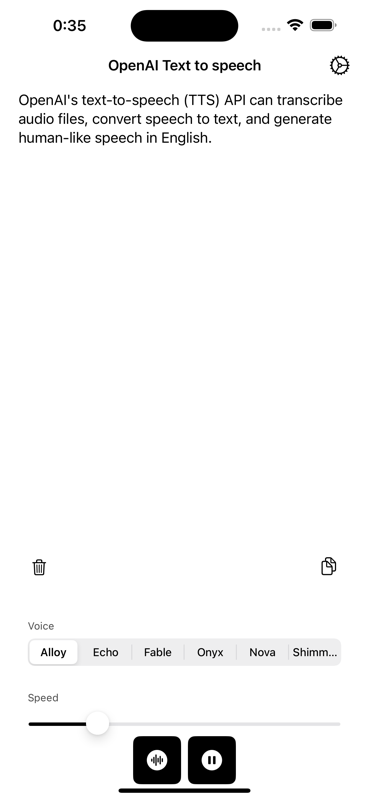 0:35
OpenAI Text to speech
OpenAI's text-to-speech (TTS) API can transcribe
audio files, convert speech to text, and generate
human-like speech in English.
Voice
Alloy Echo Fable Onyx Nova Shimm...
Speed